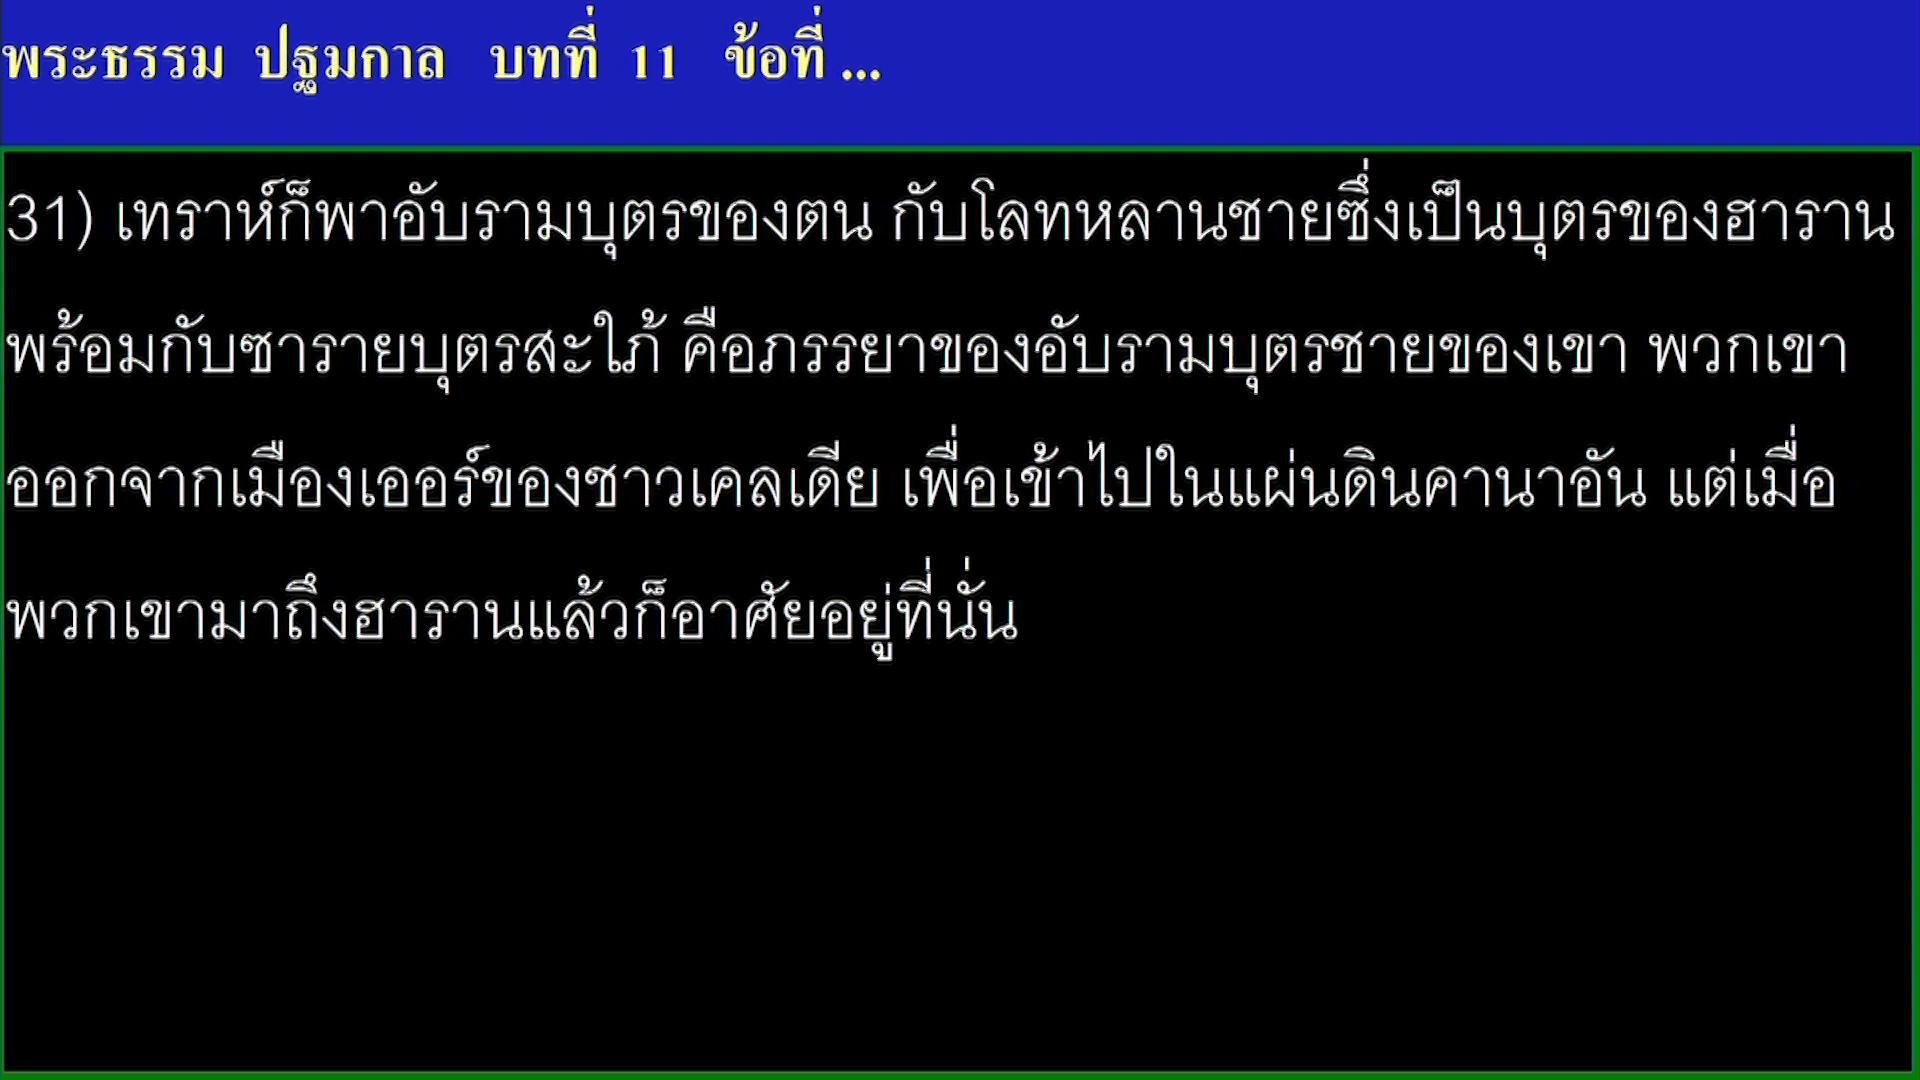 พระธรรม ปฐมกาล บทที่ 11 ข้อที่ ...
31) เทราห์ก็พาอับรามบุตรของตน กับโลทหลานชายซึ่งเป็นบุตรของฮาราน
พร้อมกับซารายบุตรสะใภ้ คือภรรยาของอับรามบุตรชายของเขา พวกเขา
ออกจากเมืองเออร์ของชาวเคลเดีย เพื่อเข้าไปในแผ่นดินคานาอัน แต่เมื่อ
พวกเขามาถึงฮารานแล้วก็อาศัยอยู่ที่นั่น